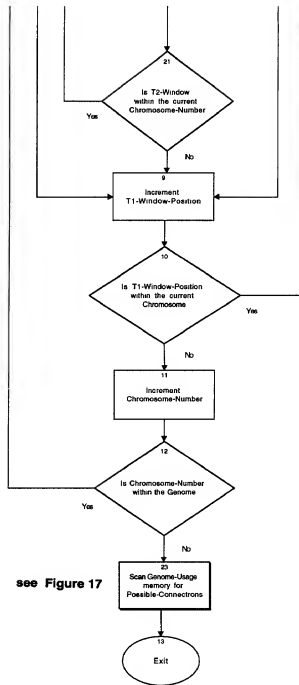 21
Is T2-Window
within the current
Chromosome-Number
Yes
No
9
Increment
T1-Window-Position
10
Is T1-Window-Position
within the current
Chromosome
Yes
No
11
Increment
Chromosome-Number
12
Is Chromosome-Number
within the Genome
Yes
No
see Figure 17
23
Scan Genome-Usage
memory for
Possible-Connectrons
13
Exit